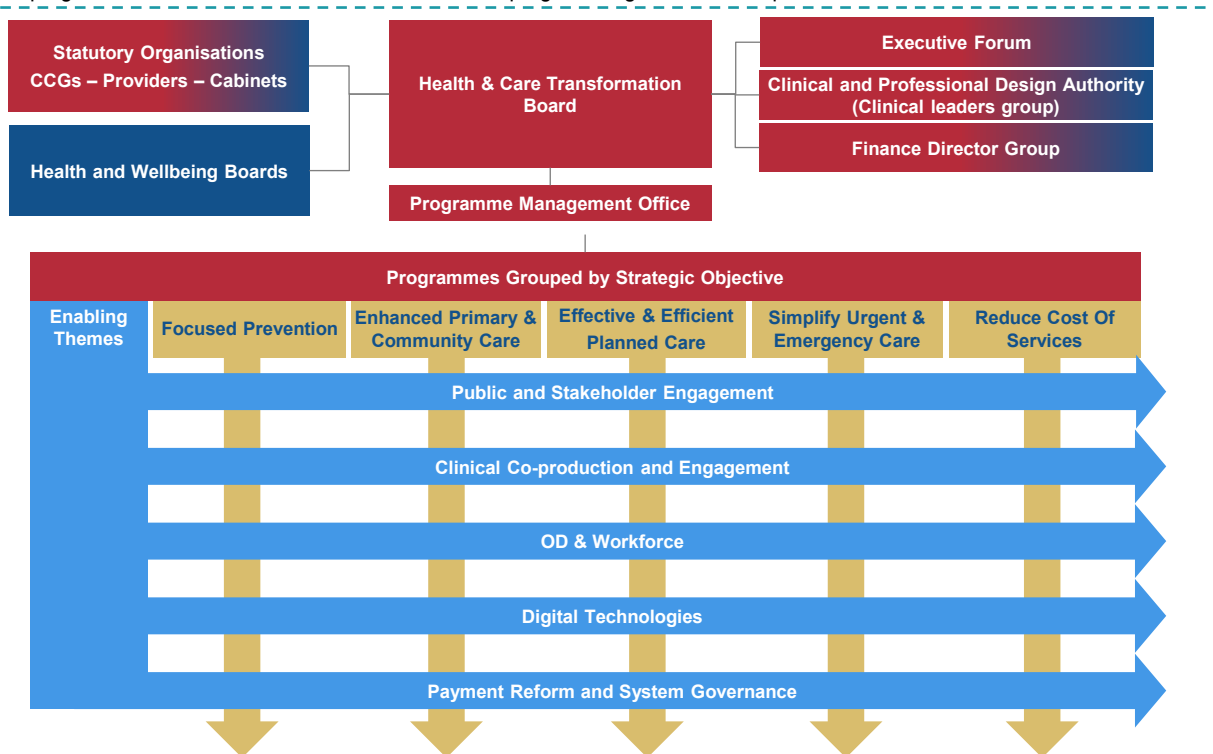 Statutory Organisations
CCGs – Providers – Cabinets
Health and Wellbeing Boards
Health & Care Transformation
Board
Executive Forum
Clinical and Professional Design Authority
(Clinical leaders group)
Finance Director Group
Programme Management Office
Programmes Grouped by Strategic Objective
Enabling
Themes
Focused Prevention
Enhanced Primary &
Community Care
Effective & Efficient
Planned Care
Simplify Urgent &
Emergency Care
Reduce Cost Of
Services
Public and Stakeholder Engagement
Clinical Co-production and Engagement
OD & Workforce
Digital Technologies
Payment Reform and System Governance